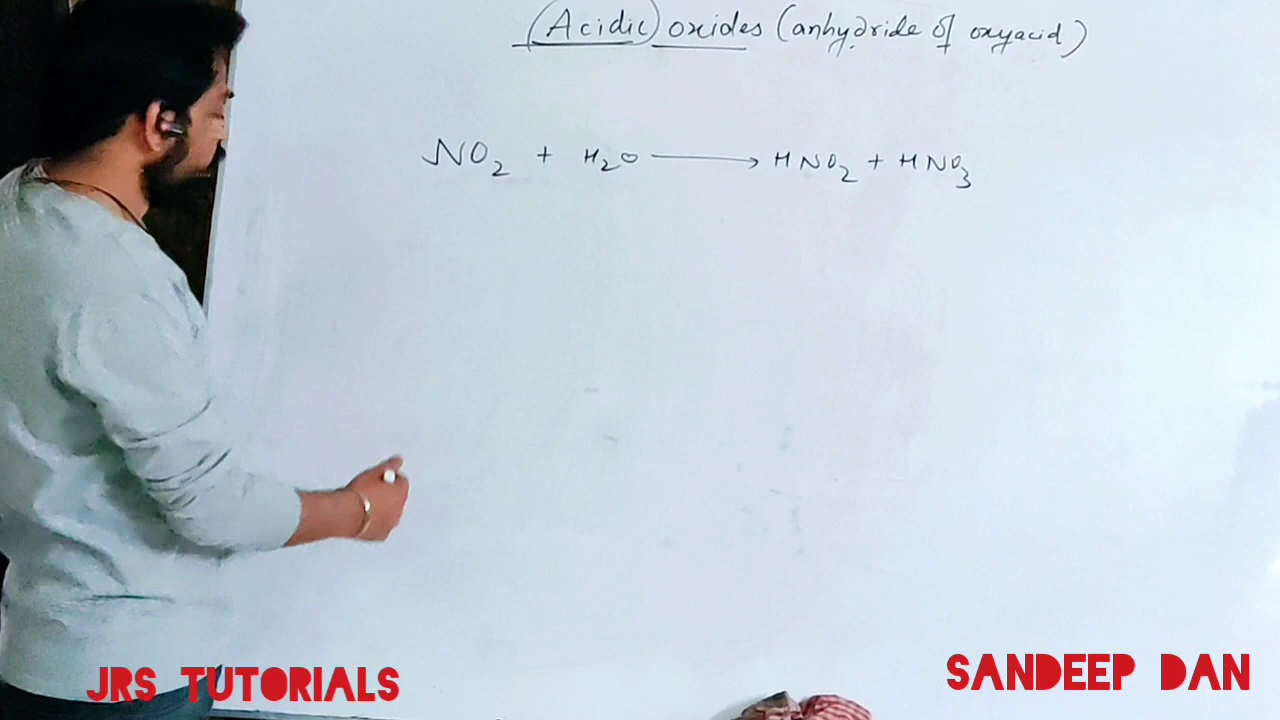 (Acidic) oxides (anhydride of oxyacid)
NO2 + H2O ⟶ HNO2 + HNO3
JRS TUTORIALS
SANDEEP DAN